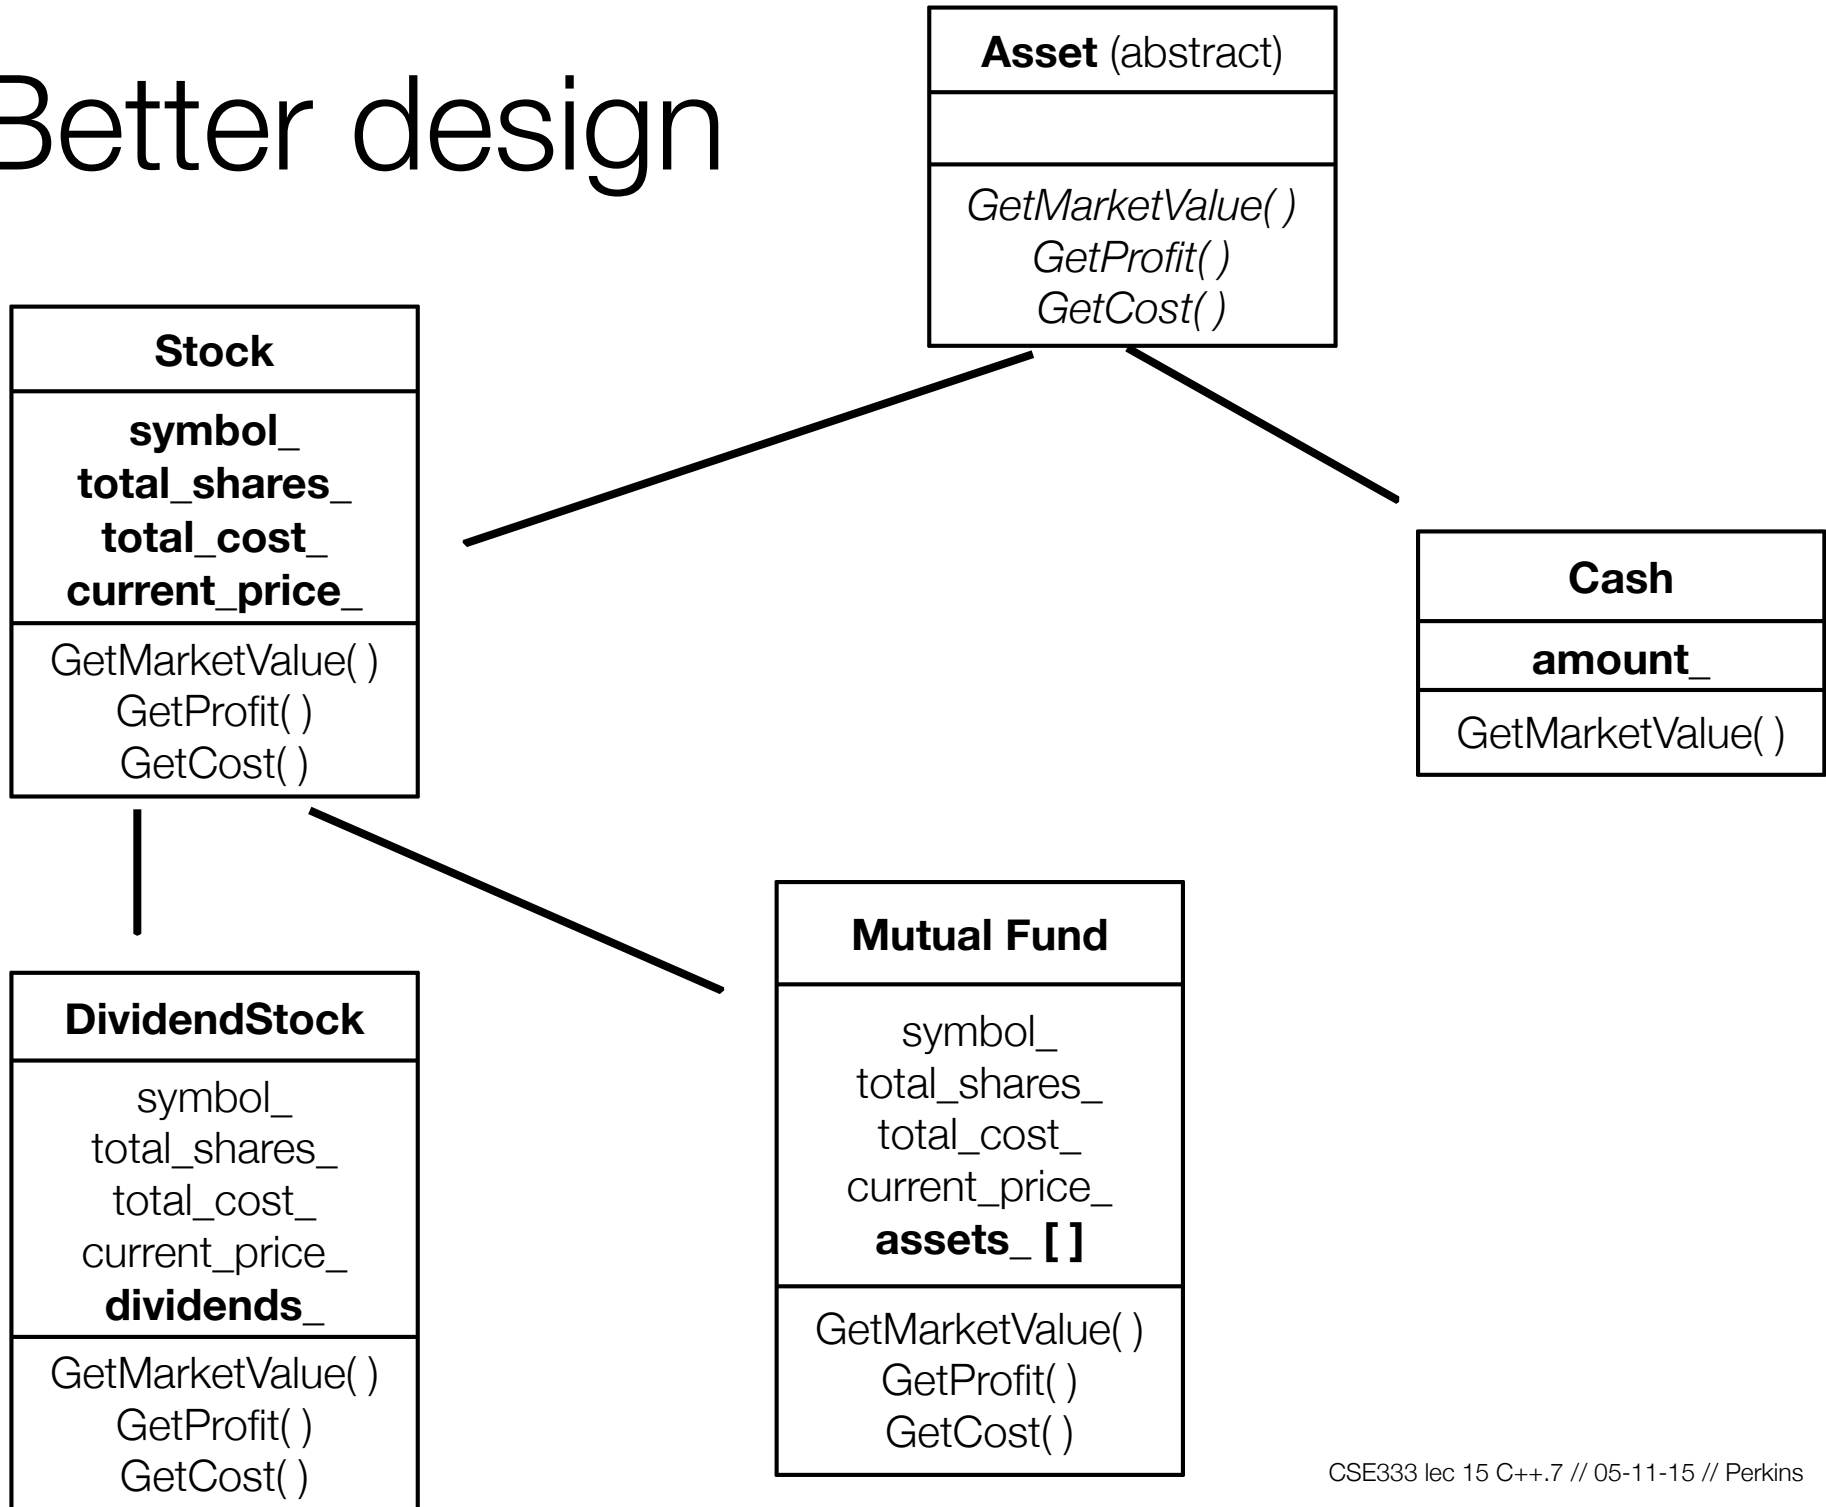 Better design
Asset (abstract)
GetMarketValue( )
GetProfit( )
GetCost( )
Stock
symbol_
total_shares_
total_cost_
current_price_
GetMarketValue( )
GetProfit( )
GetCost( )
Cash
amount_
GetMarketValue( )
DividendStock
symbol_
total_shares_
total_cost_
current_price_
dividends_
GetMarketValue( )
GetProfit( )
GetCost( )
Mutual Fund
symbol_
total_shares_
total_cost_
current_price_
assets_ [ ]
GetMarketValue( )
GetProfit( )
GetCost( )
CSE333 lec 15 C++.7 // 05-11-15 // Perkins